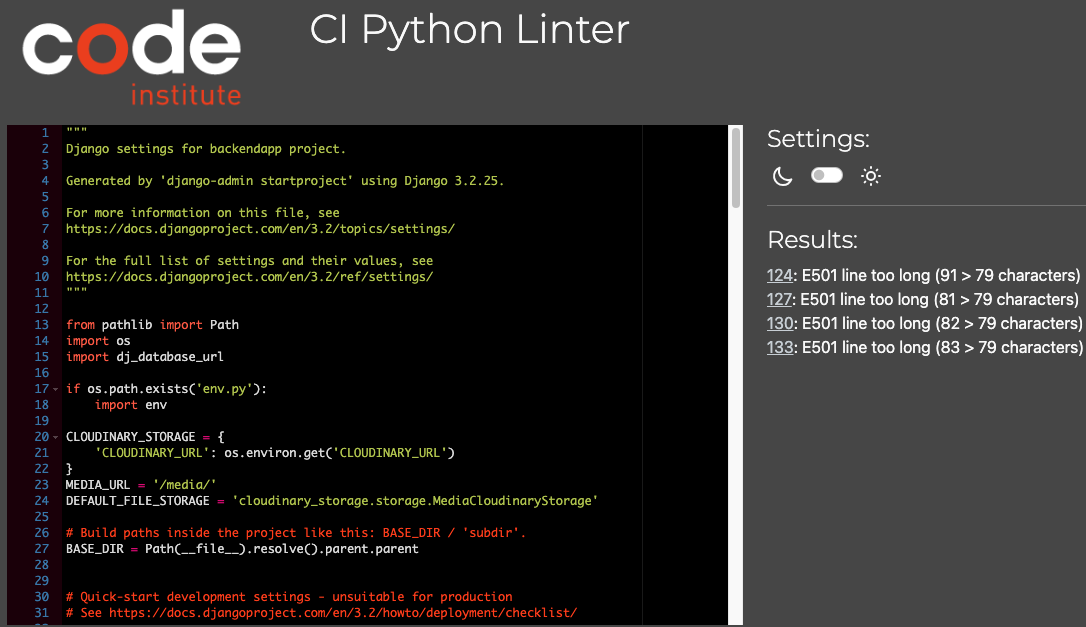 code
institute
CI Python Linter
1 """
2 Django settings for backendapp project.
3
4 Generated by 'django-admin startproject' using Django 3.2.25.
5
6 For more information on this file, see
7 https://docs.djangoproject.com/en/3.2/topics/settings/
8
9 For the full list of settings and their values, see
10 https://docs.djangoproject.com/en/3.2/ref/settings/
11 """
12
13 from pathlib import Path
14 import os
15 import dj_database_url
16
17 if os.path.exists('env.py'):
18     import env
19
20 CLOUDINARY_STORAGE = {
21     'CLOUDINARY_URL': os.environ.get('CLOUDINARY_URL')
22 }
23 MEDIA_URL = '/media/'
24 DEFAULT_FILE_STORAGE = 'cloudinary_storage.storage.MediaCloudinaryStorage'
25
26 # Build paths inside the project like this: BASE_DIR / 'subdir'.
27 BASE_DIR = Path(__file__).resolve().parent.parent
28
29
30 # Quick-start development settings - unsuitable for production
31 # See https://docs.djangoproject.com/en/3.2/howto/deployment/checklist/
Settings:
Results:
124: E501 line too long (91 > 79 characters)
127: E501 line too long (81 > 79 characters)
130: E501 line too long (82 > 79 characters)
133: E501 line too long (83 > 79 characters)